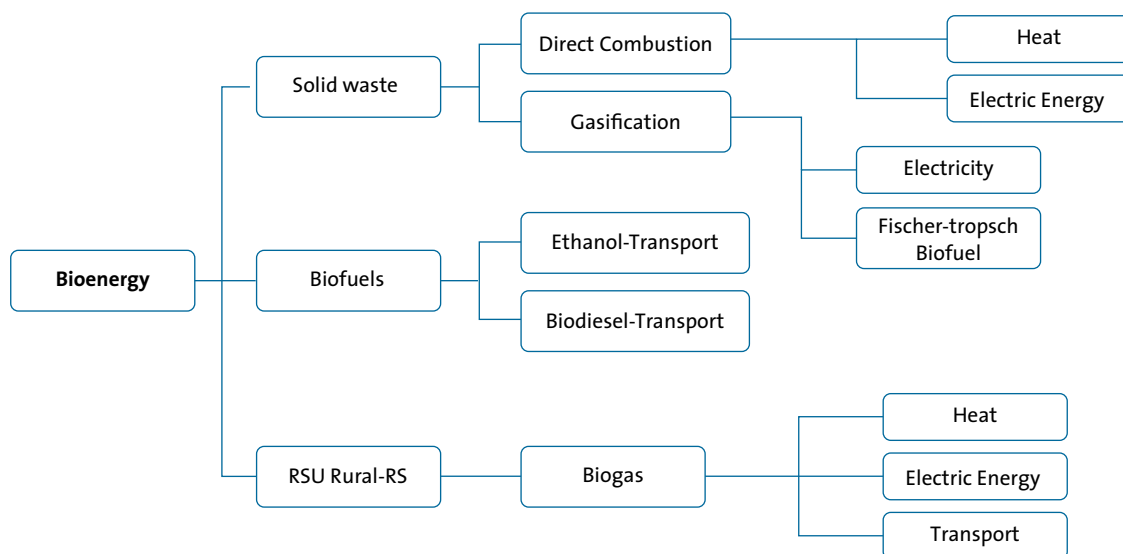 Direct Combustion
Heat
Solid waste
Electric Energy
Gasification
Electricity
Fischer-tropsch
Biofuel
Ethanol-Transport
Bioenergy
Biofuels
Biodiesel-Transport
Heat
RSU Rural-RS
Biogas
Electric Energy
Transport